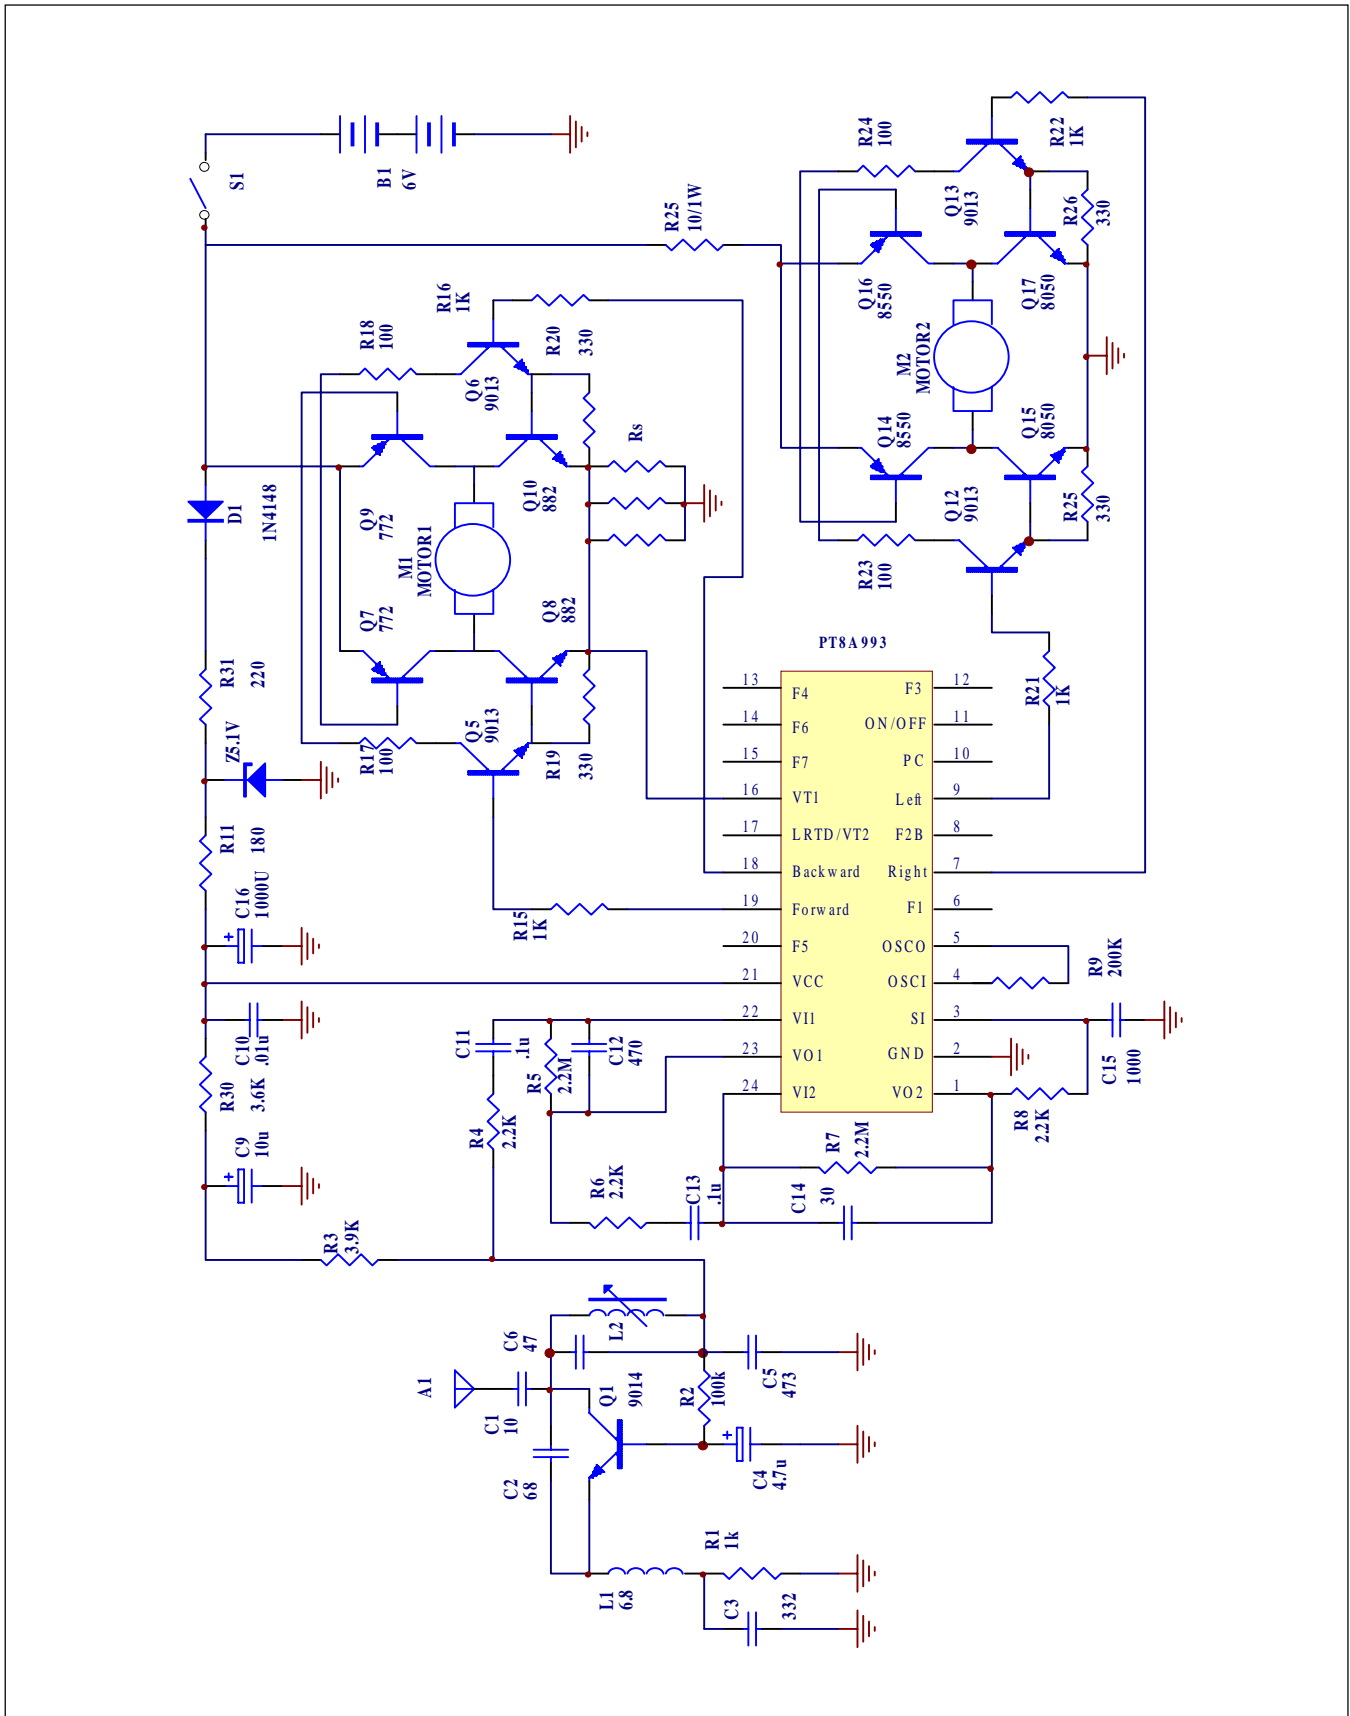 S1
B1
6V
R25
10/1W
R24
100
R22
1K
Q13
9013
R26
330
Q16
8550
Q17
8050
M2
MOTOR2
Q14
8550
Q15
8050
Q12
9013
R25
330
R23
100
R21
1K
R16
1K
R18
100
R20
330
Q6
9013
Rs
Q10
882
Q9
772
M1
MOTOR1
Q7
772
Q8
882
Q5
9013
R17
100
R19
330
R15
1K
D1
1N4148
R31
220
Z5.1V
R11
180
C16
1000U
+
C10
.01u
R30
3.6K
C9
10u
+
PT8A993
13 F4
14 F6
15 F7
16 VT1
17 LRTD/VT2
18 Backward
19 Forward
20 F5
21 VCC
22 VI1
23 VO1
24 VI2
F3 12
ON/OFF 11
PC 10
Left 9
F2B 8
Right 7
F1 6
OSCO 5
OSCI 4
SI 3
GND 2
VO2 1
R9
200K
C15
1000
R8
2.2K
R7
2.2M
C14
30
C13
.1u
R6
2.2K
C11
.1u
R5
2.2M
C12
470
R4
2.2K
R3
3.9K
L2
C6
47
A1
C1
10
Q1
9014
R2
100k
C5
473
C4
4.7u
+
C2
68
R1
1k
L1
6.8
C3
332